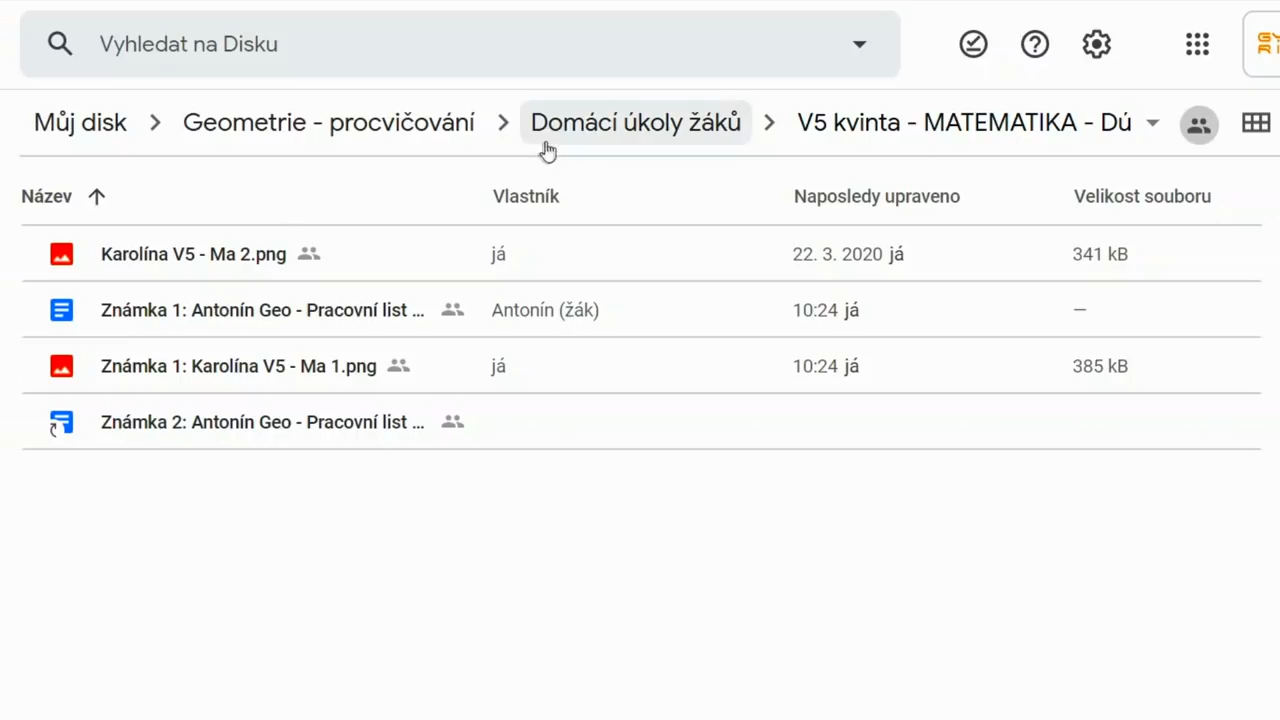 Vyhledat na Disku
Můj disk > Geometrie - procvičování > Domácí úkoly žáků > V5 kvinta - MATEMATIKA - Dú
Název Vlastník Naposledy upraveno Velikost souboru
Karolína V5 - Ma 2.png já 22. 3. 2020 já 341 kB
Známka 1: Antonín Geo - Pracovní list ... Antonín (žák) 10:24 já —
Známka 1: Karolína V5 - Ma 1.png já 10:24 já 385 kB
Známka 2: Antonín Geo - Pracovní list ...